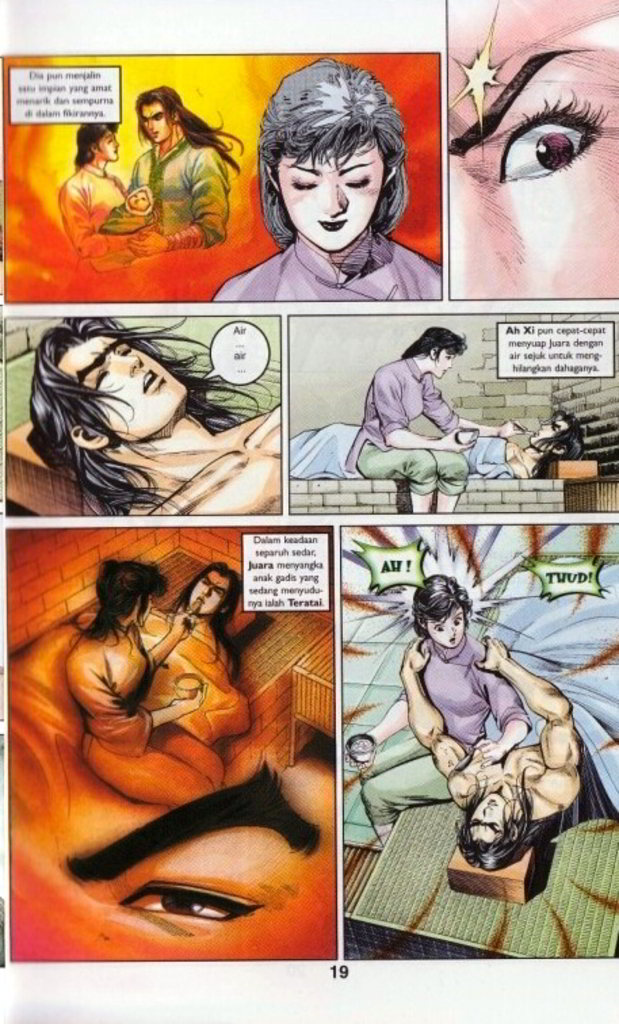 Dia pun menjalin
satu impian yang amat
menarik dan sempurna
di dalam fikirannya.
Air
...
air
...
Ah Xi pun cepat-cepat
menyuap Juara dengan
air sejuk untuk meng-
hilangkan dahaganya.
Dalam keadaan
separuh sedar,
Juara menyangka
anak gadis yang
sedang menyudu-
nya ialah Teratai.
AH!
THUD!
19